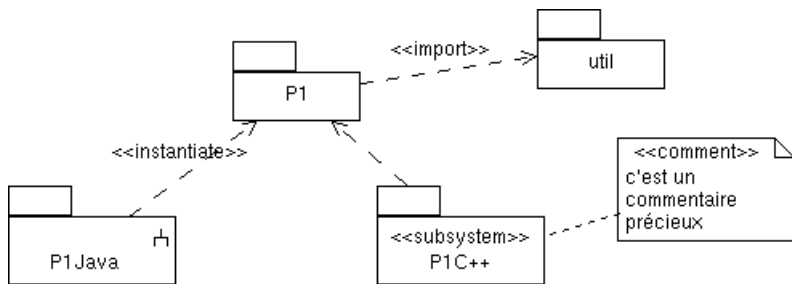 <<import>>
util
P1
<<instantiate>>
<<comment>>
c'est un
commentaire
précieux
<<subsystem>>
P1C++
P1Java